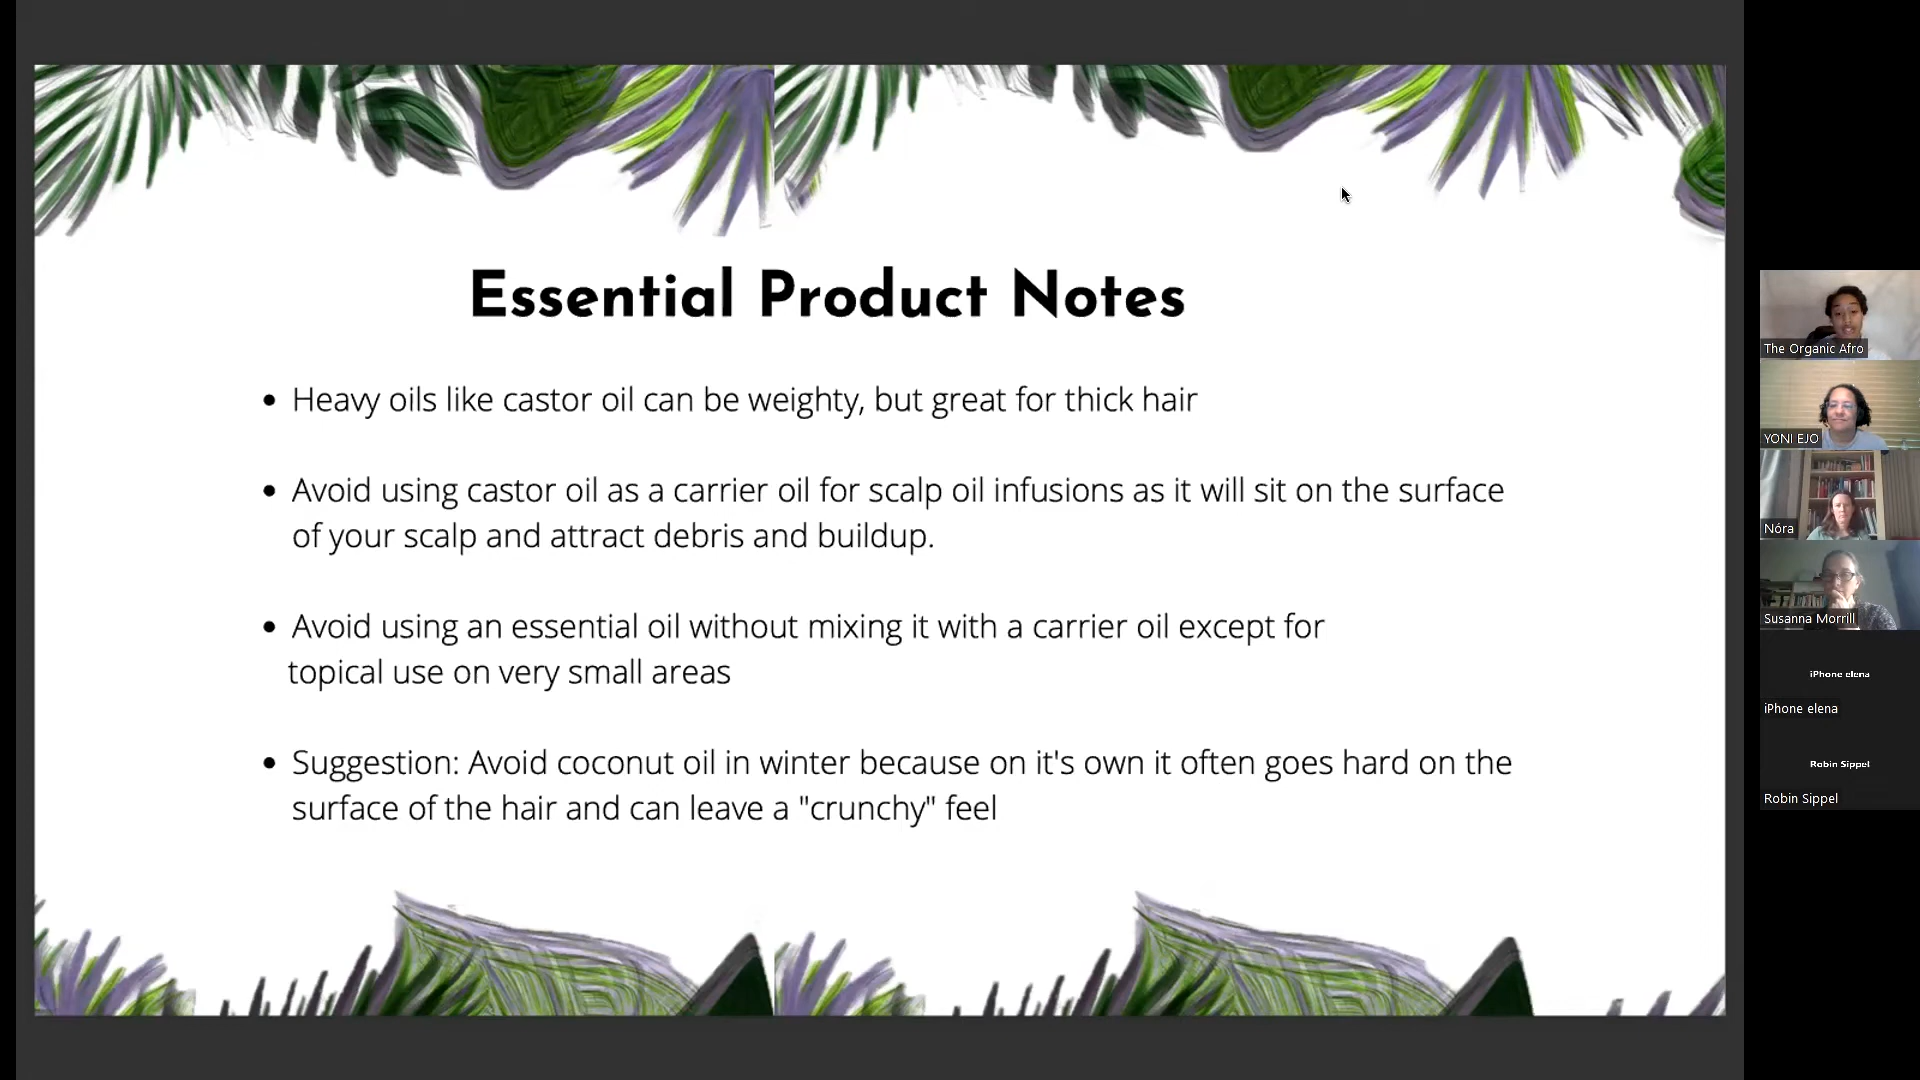 Essential Product Notes
• Heavy oils like castor oil can be weighty, but great for thick hair
• Avoid using castor oil as a carrier oil for scalp oil infusions as it will sit on the surface
of your scalp and attract debris and buildup.
• Avoid using an essential oil without mixing it with a carrier oil except for
topical use on very small areas
• Suggestion: Avoid coconut oil in winter because on it's own it often goes hard on the
surface of the hair and can leave a "crunchy" feel
The Organic Afro
YONI EJO
Nóra
Susanna Morrill
iPhone elena
iPhone elena
Robin Sippel
Robin Sippel